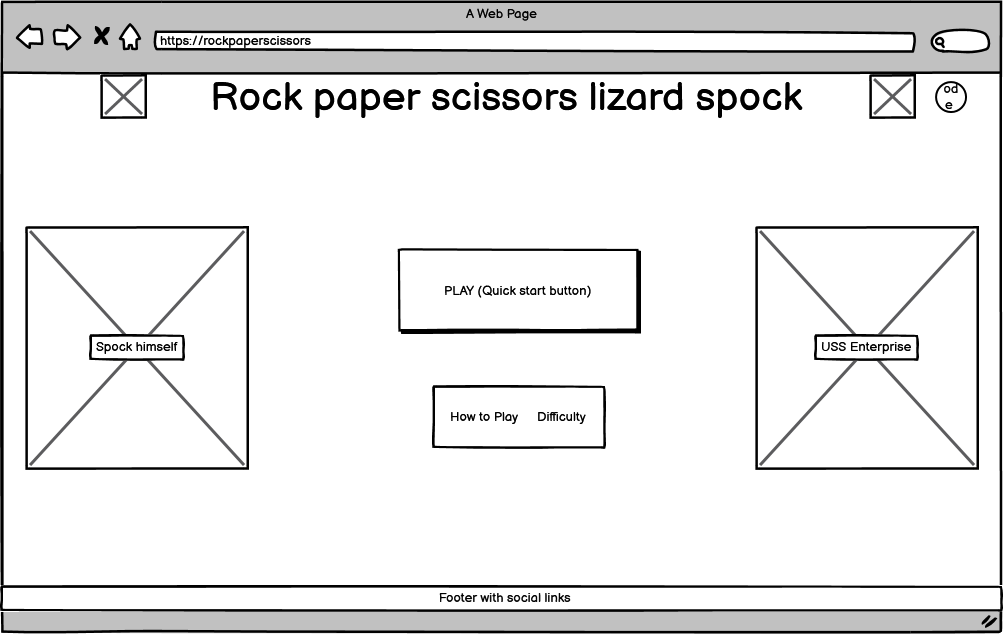 A Web Page
https://rockpaperscissors
Rock paper scissors lizard spock
od
e
PLAY (Quick start button)
Spock himself
USS Enterprise
How to Play Difficulty
Footer with social links